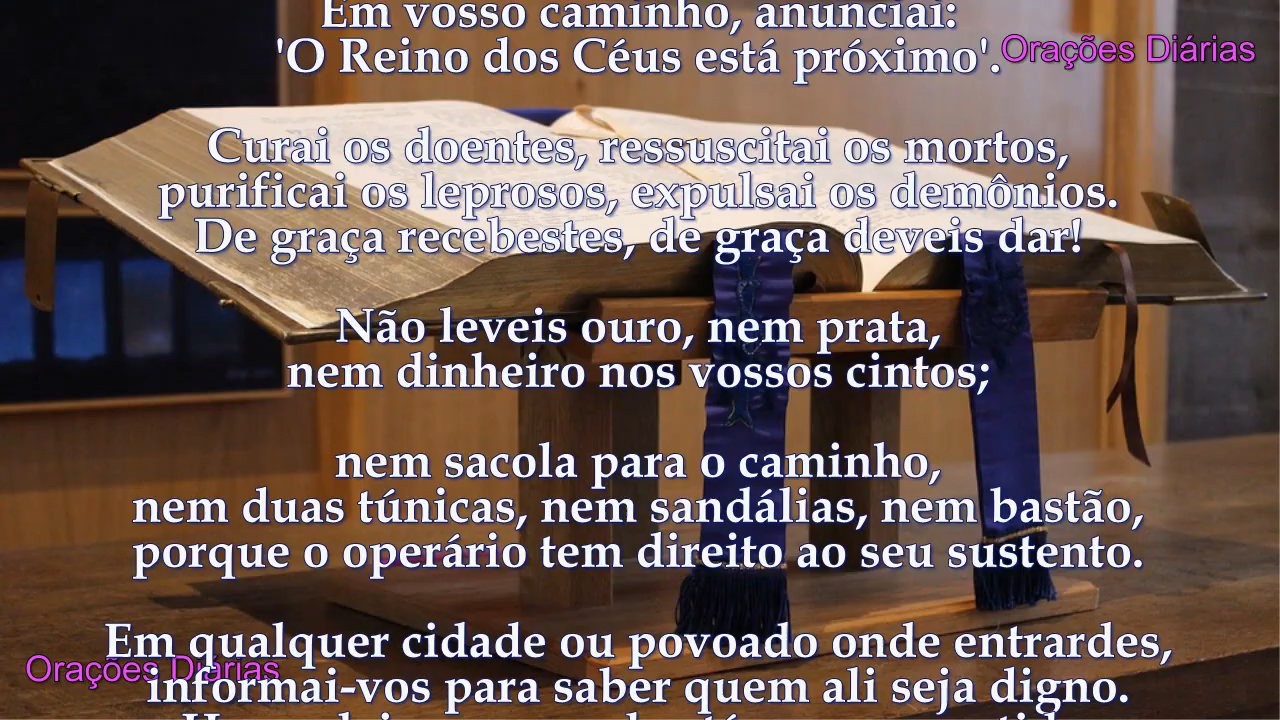 Em vosso caminho, anunciai:
'O Reino dos Céus está próximo'.
Orações Diárias
Curai os doentes, ressuscitai os mortos,
purificai os leprosos, expulsai os demônios.
De graça recebestes, de graça deveis dar!
Não leveis ouro, nem prata,
nem dinheiro nos vossos cintos;
nem sacola para o caminho,
nem duas túnicas, nem sandálias, nem bastão,
porque o operário tem direito ao seu sustento.
Em qualquer cidade ou povoado onde entrardes,
Orações Diárias
informai-vos para saber quem ali seja digno.